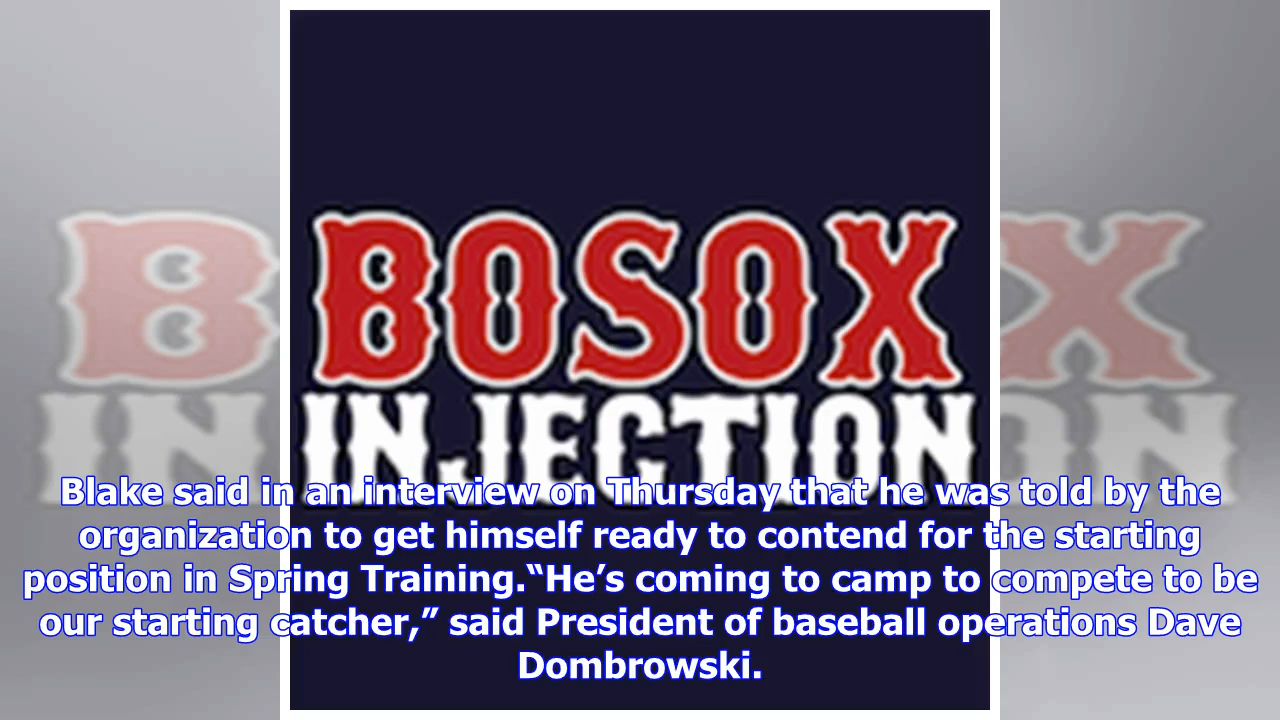 BOSOX
INJECTION
Blake said in an interview on Thursday that he was told by the
organization to get himself ready to contend for the starting
position in Spring Training.“He’s coming to camp to compete to be
our starting catcher,” said President of baseball operations Dave
Dombrowski.